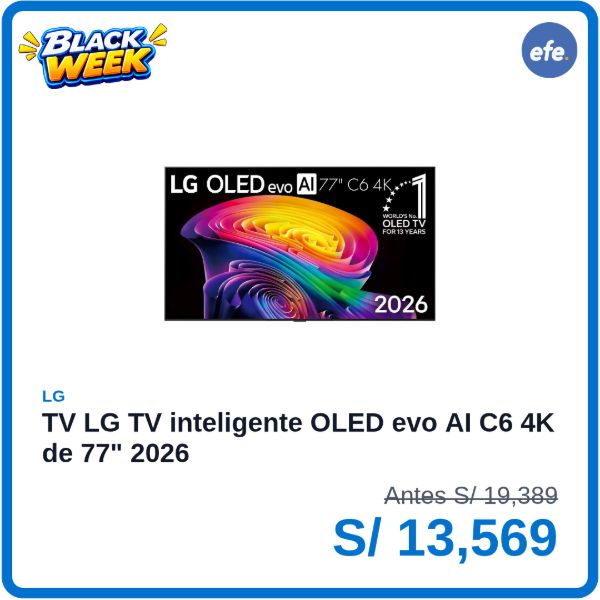 BLACK
WEEK
efe.
LG OLED evo AI 77" C6 4K
1
WORLD'S No.
OLED TV
FOR 13 YEARS
2026
LG
TV LG TV inteligente OLED evo AI C6 4K
de 77" 2026
Antes S/ 19,389
S/ 13,569